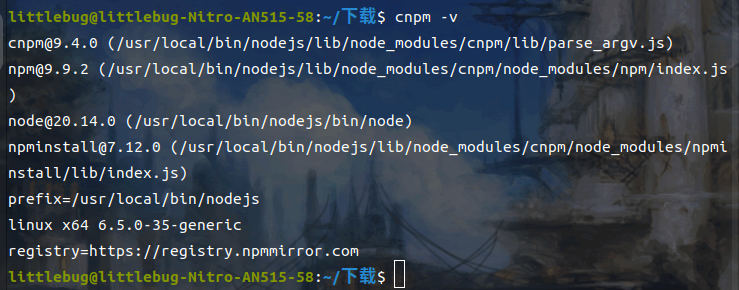 littlebug@littlebug-Nitro-AN515-58:~/下载$ cnpm -v
cnpm@9.4.0 (/usr/local/bin/nodejs/lib/node_modules/cnpm/lib/parse_argv.js)
npm@9.9.2 (/usr/local/bin/nodejs/lib/node_modules/cnpm/node_modules/npm/index.js
)
node@20.14.0 (/usr/local/bin/nodejs/bin/node)
npminstall@7.12.0 (/usr/local/bin/nodejs/lib/node_modules/cnpm/node_modules/npmi
nstall/lib/index.js)
prefix=/usr/local/bin/nodejs
linux x64 6.5.0-35-generic
registry=https://registry.npmmirror.com
littlebug@littlebug-Nitro-AN515-58:~/下载$